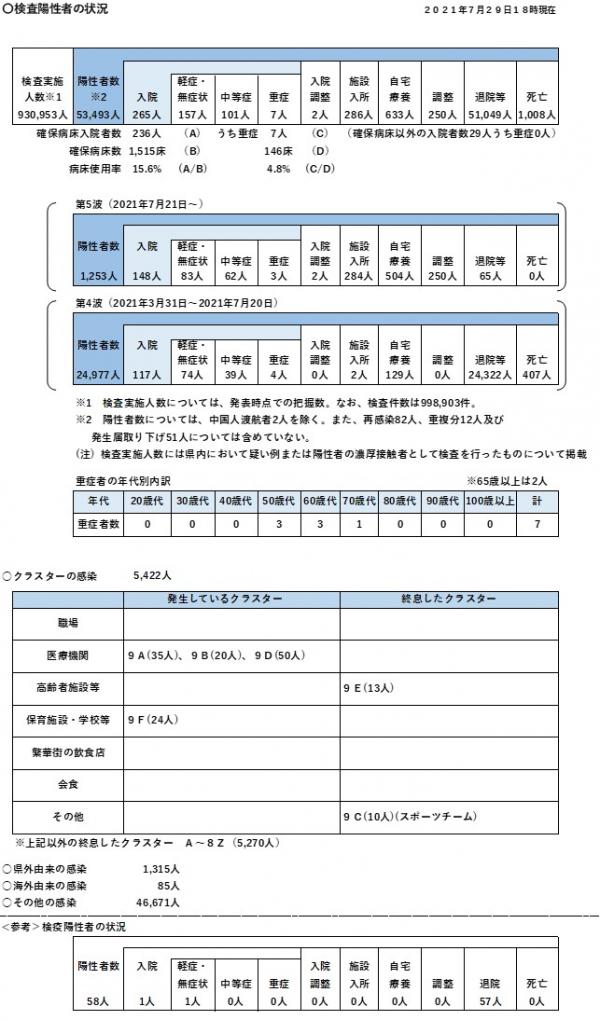 〇検査陽性者の状況　２０２１年７月２９日１８時現在
検査実施人数※1　陽性者数※2　入院　軽症・無症状　中等症　重症　入院調整　施設入所　自宅療養　調整　退院等　死亡
930,953人　53,493人　265人　157人　101人　7人　2人　286人　633人　250人　51,049人　1,008人
確保病床入院者数　236人　（A）　うち重症　7人　（C）　（確保病床以外の入院者数29人うち重症0人）
確保病床数　1,515床　（B）　146床　（D）
病床使用率　15.6%　（A/B）　4.8%　（C/D）
第5波（2021年7月21日～）
陽性者数　入院　軽症・無症状　中等症　重症　入院調整　施設入所　自宅療養　調整　退院等　死亡
1,253人　148人　83人　62人　3人　2人　284人　504人　250人　65人　0人
第4波（2021年3月31日～2021年7月20日）
陽性者数　入院　軽症・無症状　中等症　重症　入院調整　施設入所　自宅療養　調整　退院等　死亡
24,977人　117人　74人　39人　4人　0人　2人　129人　0人　24,322人　407人
※1　検査実施人数については、発表時点での把握数。なお、検査件数は998,903件。
※2　陽性者数については、中国人渡航者2人を除く。また、再感染82人、重複分12人及び
発生届取り下げ51人については含めていない。
（注）検査実施人数には県内において疑い例または陽性者の濃厚接触者として検査を行ったものについて掲載
重症者の年代別内訳　※65歳以上は2人
年代　20歳代　30歳代　40歳代　50歳代　60歳代　70歳代　80歳代　90歳代　100歳以上　計
重症者数　0　0　0　3　3　1　0　0　0　7
〇クラスターの感染　5,422人
発生しているクラスター　終息したクラスター
職場
医療機関　９Ａ(35人)、９Ｂ(20人)、９Ｄ(50人)
高齢者施設等　９Ｅ(13人)
保育施設・学校等　９Ｆ(24人)
繁華街の飲食店
会食
その他　９Ｃ(10人)(スポーツチーム)
※上記以外の終息したクラスター　Ａ～８Ｚ（5,270人）
〇県外由来の感染　1,315人
〇海外由来の感染　85人
〇その他の感染　46,671人
<参考>検疫陽性者の状況
陽性者数　入院　軽症・無症状　中等症　重症　入院調整　施設入所　自宅療養　調整　退院　死亡
58人　1人　1人　0人　0人　0人　0人　0人　0人　57人　0人